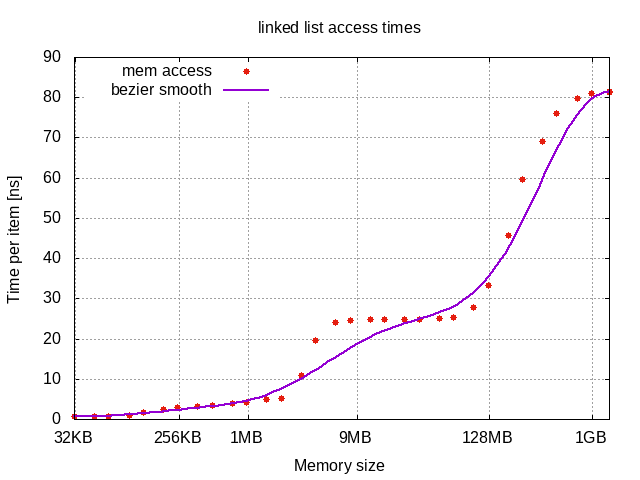 linked list access times
mem access
bezier smooth
Time per item [ns]
90
80
70
60
50
40
30
20
10
0
32KB 256KB 1MB 9MB 128MB 1GB
Memory size